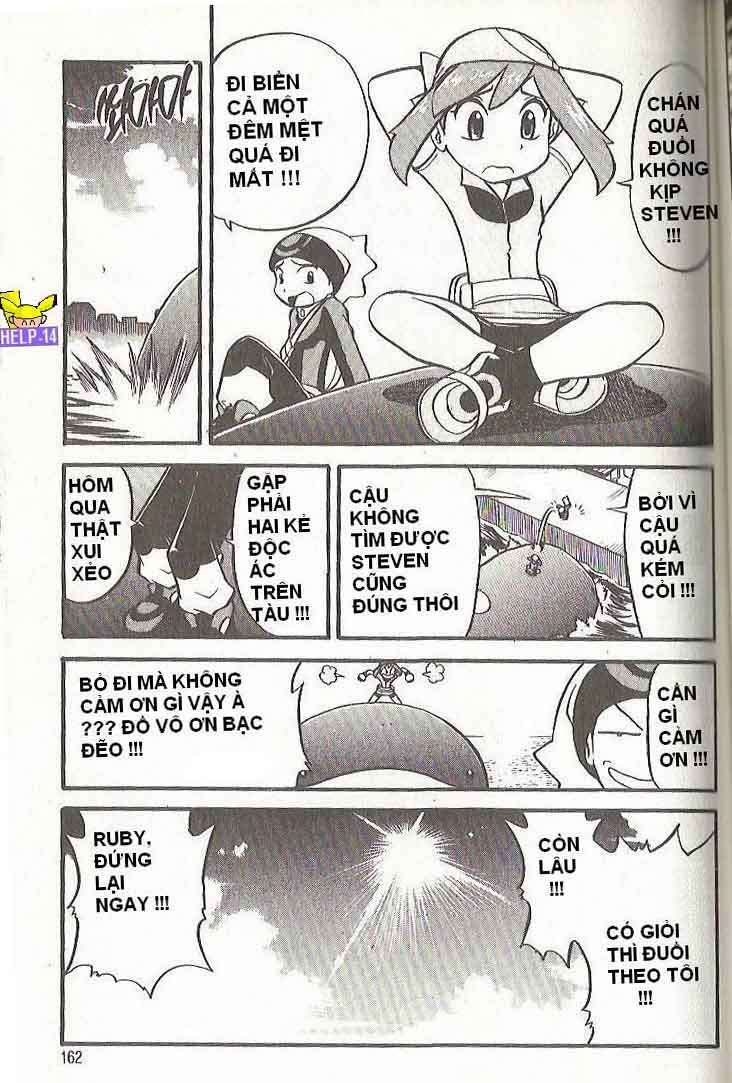 CHÁN
QUÁ
ĐUỔI
KHÔNG
KỊP
STEVEN
!!!
ĐI BIỂN
CẢ MỘT
ĐÊM MỆT
QUÁ ĐI
MẤT !!!
HELP-14
BỞI VÌ
CẬU
QUÁ
KÉM
CỎI !!!
CẬU
KHÔNG
TÌM ĐƯỢC
STEVEN
CŨNG
ĐÚNG THÔI
GẶP
PHẢI
HAI KẺ
ĐỘC
ÁC
TRÊN
TÀU !!!
HÔM
QUA
THẬT
XUI
XẺO
CẦN
GÌ
CẢM
ƠN !!!
BỎ ĐI MÀ KHÔNG
CẢM ƠN GÌ VẬY À
??? ĐỒ VÔ ƠN BẠC
ĐẼO !!!
CÒN
LÂU
!!!
CÓ GIỎI
THÌ ĐUỔI
THEO TÔI
!!!
RUBY,
ĐỨNG
LẠI
NGAY !!!
162